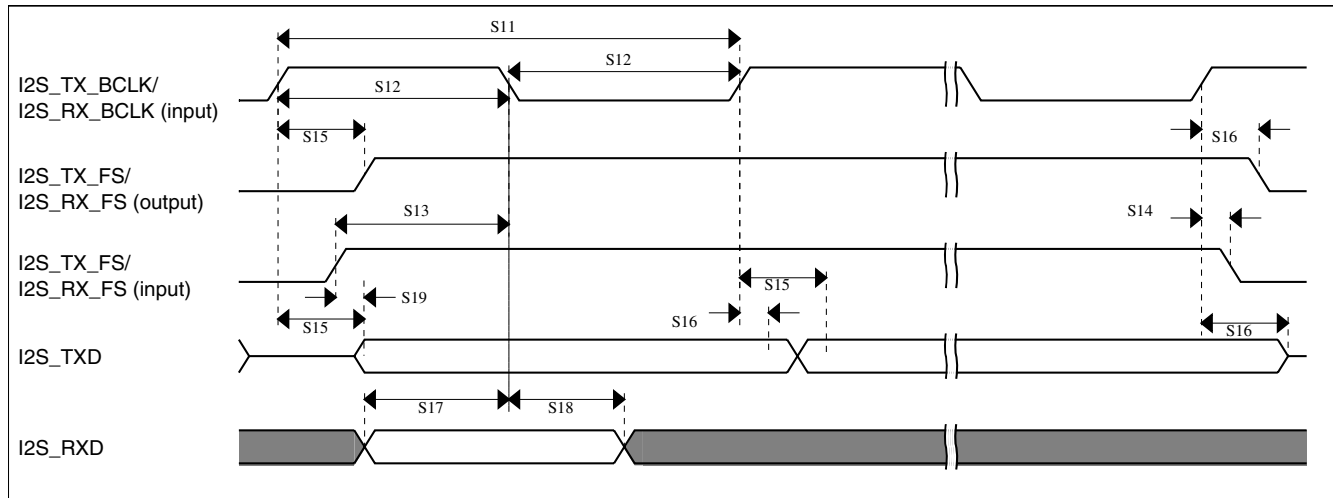 S11
I2S_TX_BCLK/
I2S_RX_BCLK (input)
S12
S12
S15
S16
I2S_TX_FS/
I2S_RX_FS (output)
S13
S14
I2S_TX_FS/
I2S_RX_FS (input)
S15
S19
S15
S16
S16
I2S_TXD
S17
S18
I2S_RXD